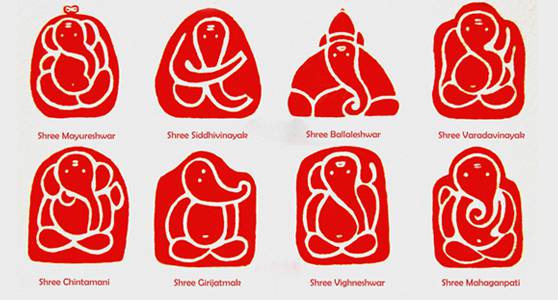 Shree Mayureshwar
Shree Siddhivinayak
Shree Ballaleshwar
Shree Varadavinayak
Shree Chintamani
Shree Girijatmak
Shree Vighneshwar
Shree Mahaganpati